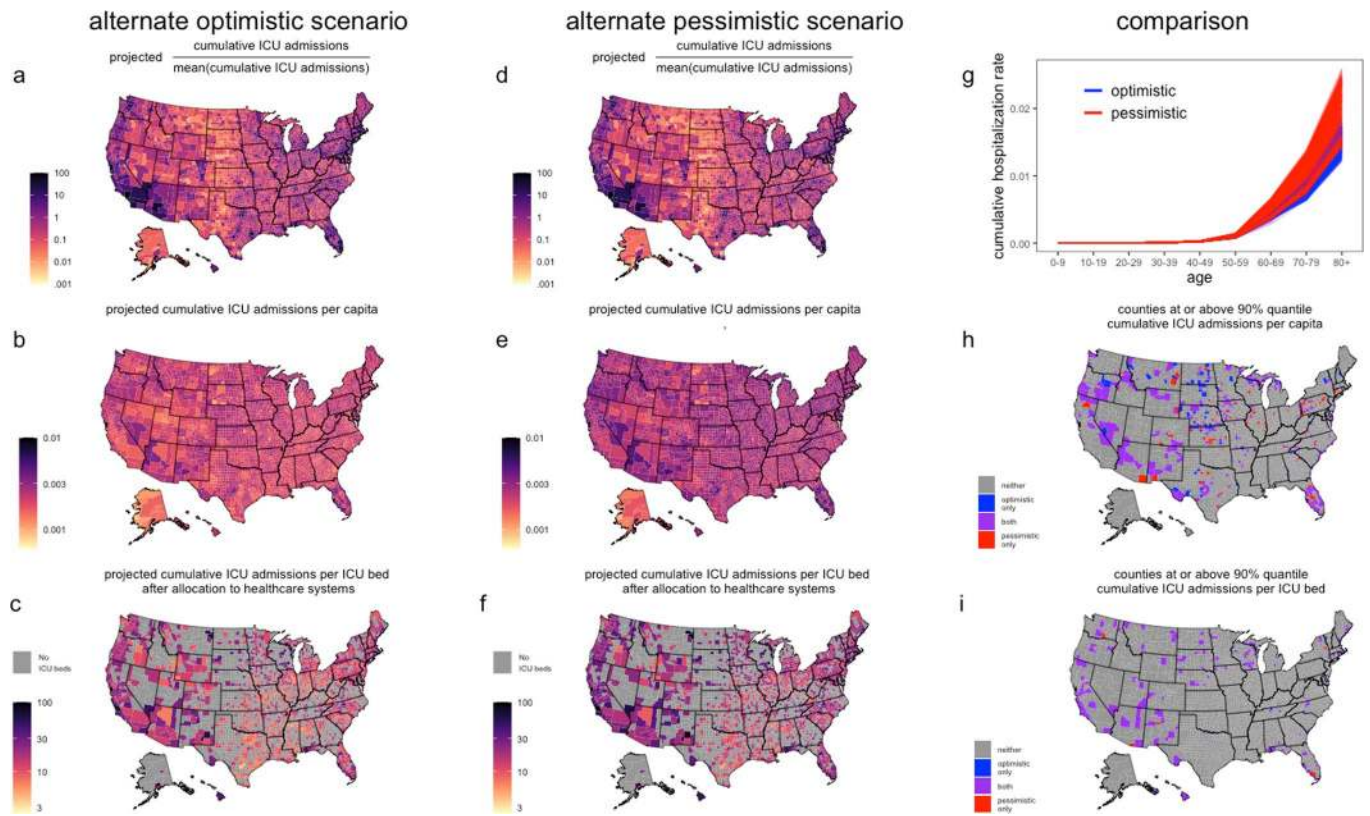 alternate optimistic scenario
alternate pessimistic scenario
comparison
a
projected
cumulative ICU admissions
mean(cumulative ICU admissions)
100
10
1
0.1
.01
.001
d
projected
cumulative ICU admissions
mean(cumulative ICU admissions)
100
10
1
0.1
.01
.001
g
cumulative hospitalization rate
0.02
0.01
0.00
optimistic
pessimistic
0-9 10-19 20-29 30-39 40-49 50-59 60-69 70-79 80+
age
projected cumulative ICU admissions per capita
b
0.01
0.003
0.001
projected cumulative ICU admissions per capita
e
0.01
0.003
0.001
counties at or above 90% quantile
cumulative ICU admissions per capita
h
neither
optimistic
only
both
pessimistic
only
projected cumulative ICU admissions per ICU bed
after allocation to healthcare systems
c
No
ICU beds
100
30
10
3
projected cumulative ICU admissions per ICU bed
after allocation to healthcare systems
f
No
ICU beds
100
30
10
3
counties at or above 90% quantile
cumulative ICU admissions per ICU bed
i
neither
optimistic
only
both
pessimistic
only